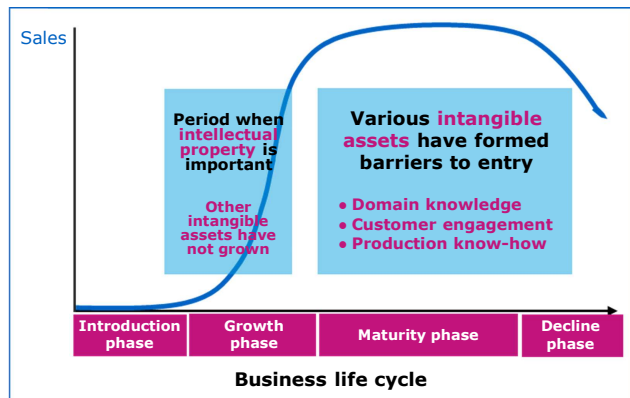 Sales
Period when
intellectual
property is
important
Other
intangible
assets have
not grown
Various intangible
assets have formed
barriers to entry
• Domain knowledge
• Customer engagement
• Production know-how
Introduction
phase
Growth
phase
Maturity phase
Decline
phase
Business life cycle